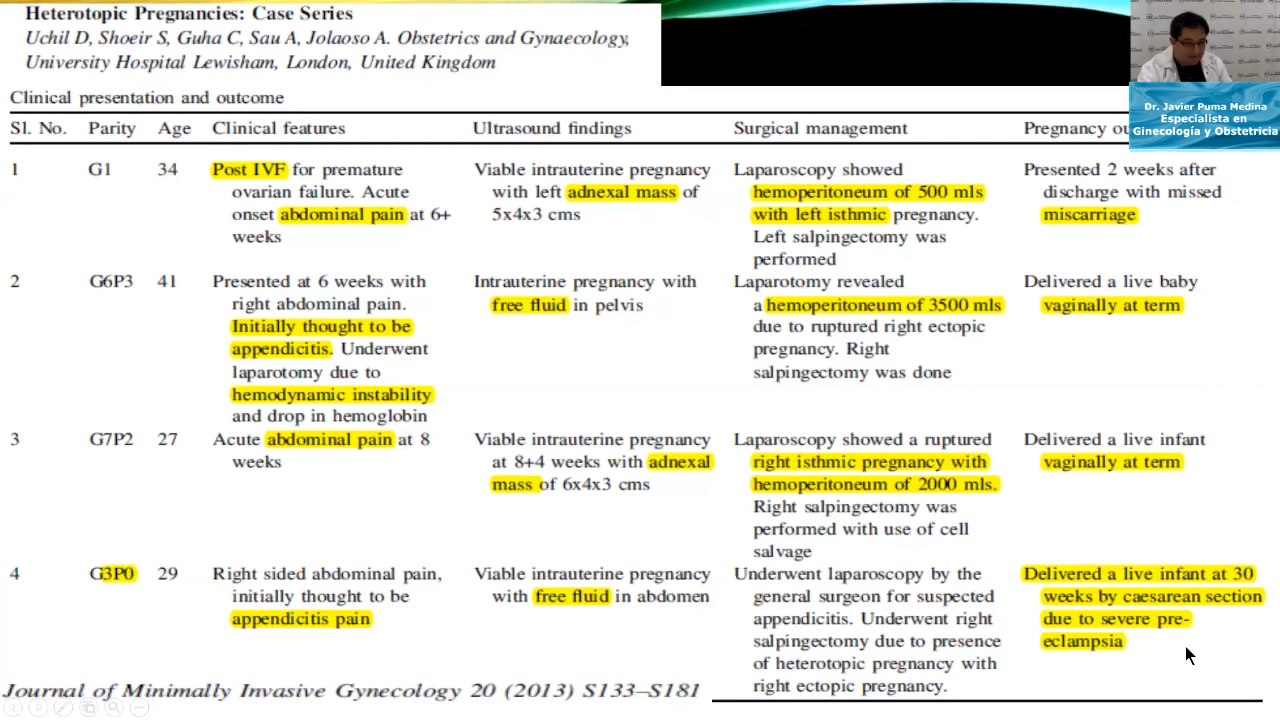 Heterotopic Pregnancies: Case Series
Uchil D, Shoeir S, Guha C, Sau A, Jolaoso A. Obstetrics and Gynaecology,
University Hospital Lewisham, London, United Kingdom
Dr. Javier Puma Medina
Especialista en
Ginecología y Obstetricia
Clinical presentation and outcome
Sl. No. Parity Age Clinical features Ultrasound findings Surgical management Pregnancy
1 G1 34
Post IVF for premature
ovarian failure. Acute
onset abdominal pain at 6+
weeks
Viable intrauterine pregnancy
with left adnexal mass of
5x4x3 cms
Laparoscopy showed
hemoperitoneum of 500 mls
with left isthmic pregnancy.
Left salpingectomy was
performed
Presented 2 weeks after
discharge with missed
miscarriage
2 G6P3 41
Presented at 6 weeks with
right abdominal pain.
Initially thought to be
appendicitis. Underwent
laparotomy due to
hemodynamic instability
and drop in hemoglobin
Intrauterine pregnancy with
free fluid in pelvis
Laparotomy revealed
a hemoperitoneum of 3500 mls
due to ruptured right ectopic
pregnancy. Right
salpingectomy was done
Delivered a live baby
vaginally at term
3 G7P2 27
Acute abdominal pain at 8
weeks
Viable intrauterine pregnancy
at 8+4 weeks with adnexal
mass of 6x4x3 cms
Laparoscopy showed a ruptured
right isthmic pregnancy with
hemoperitoneum of 2000 mls.
Right salpingectomy was
performed with use of cell
salvage
Delivered a live infant
vaginally at term
4 G3P0 29
Right sided abdominal pain,
initially thought to be
appendicitis pain
Viable intrauterine pregnancy
with free fluid in abdomen
Underwent laparoscopy by the
general surgeon for suspected
appendicitis. Underwent right
salpingectomy due to presence
of heterotopic pregnancy with
right ectopic pregnancy.
Delivered a live infant at 30
weeks by caesarean section
due to severe pre-
eclampsia
Journal of Minimally Invasive Gynecology 20 (2013) S133–S181